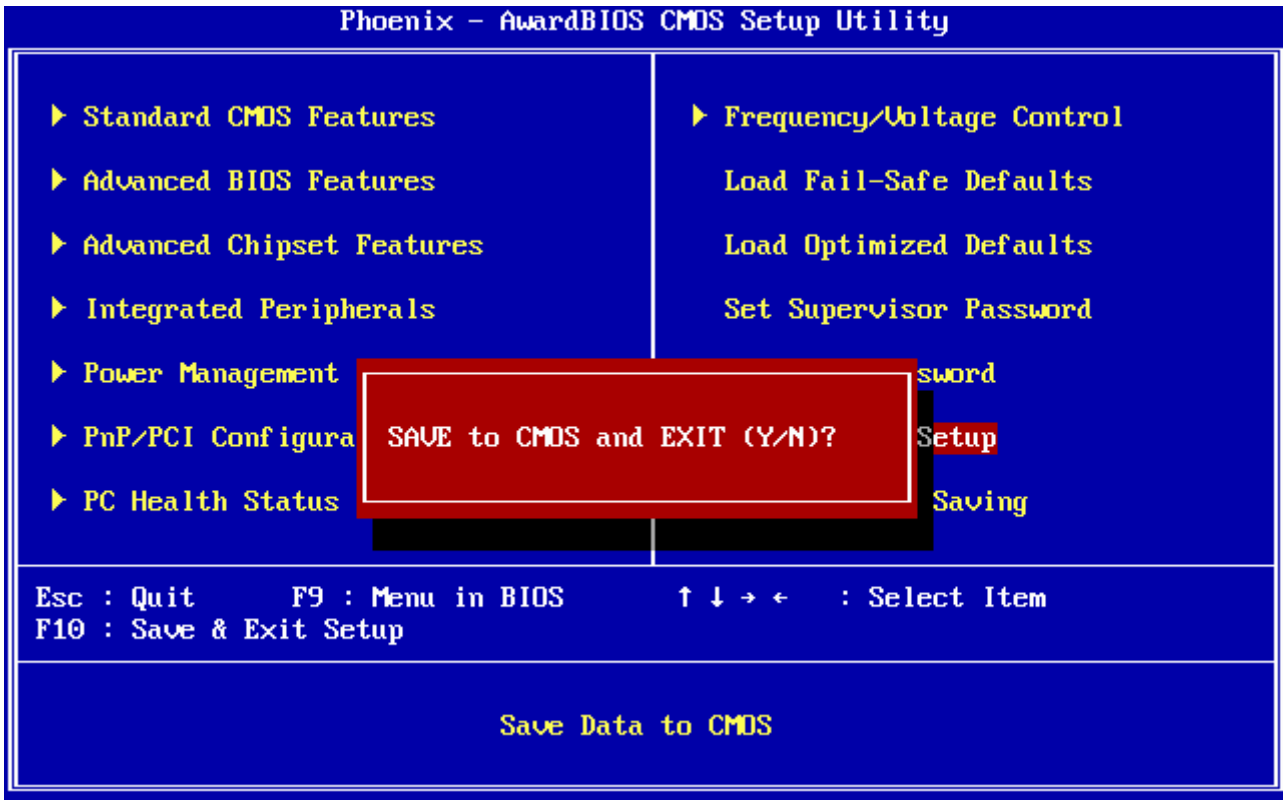 Phoenix - AwardBIOS CMOS Setup Utility
Standard CMOS Features
Advanced BIOS Features
Advanced Chipset Features
Integrated Peripherals
Power Management
PnP/PCI Configura
PC Health Status
Frequency/Voltage Control
Load Fail-Safe Defaults
Load Optimized Defaults
Set Supervisor Password
sword
Setup
Saving
SAVE to CMOS and EXIT (Y/N)?
Esc : Quit F9 : Menu in BIOS ↑ ↓ → ← : Select Item
F10 : Save & Exit Setup
Save Data to CMOS